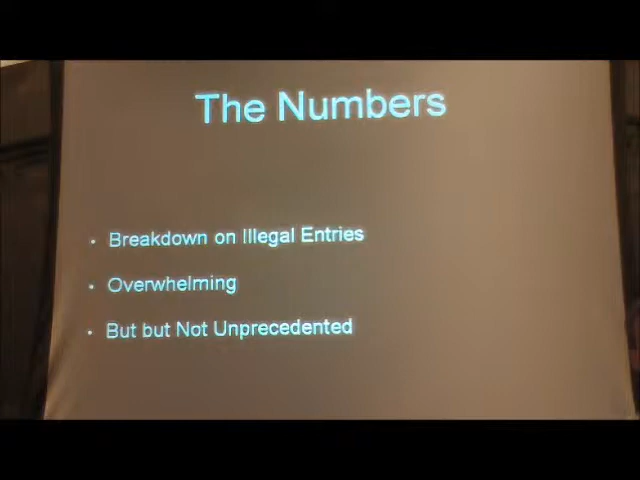 The Numbers
• Breakdown on Illegal Entries
• Overwhelming
• But but Not Unprecedented